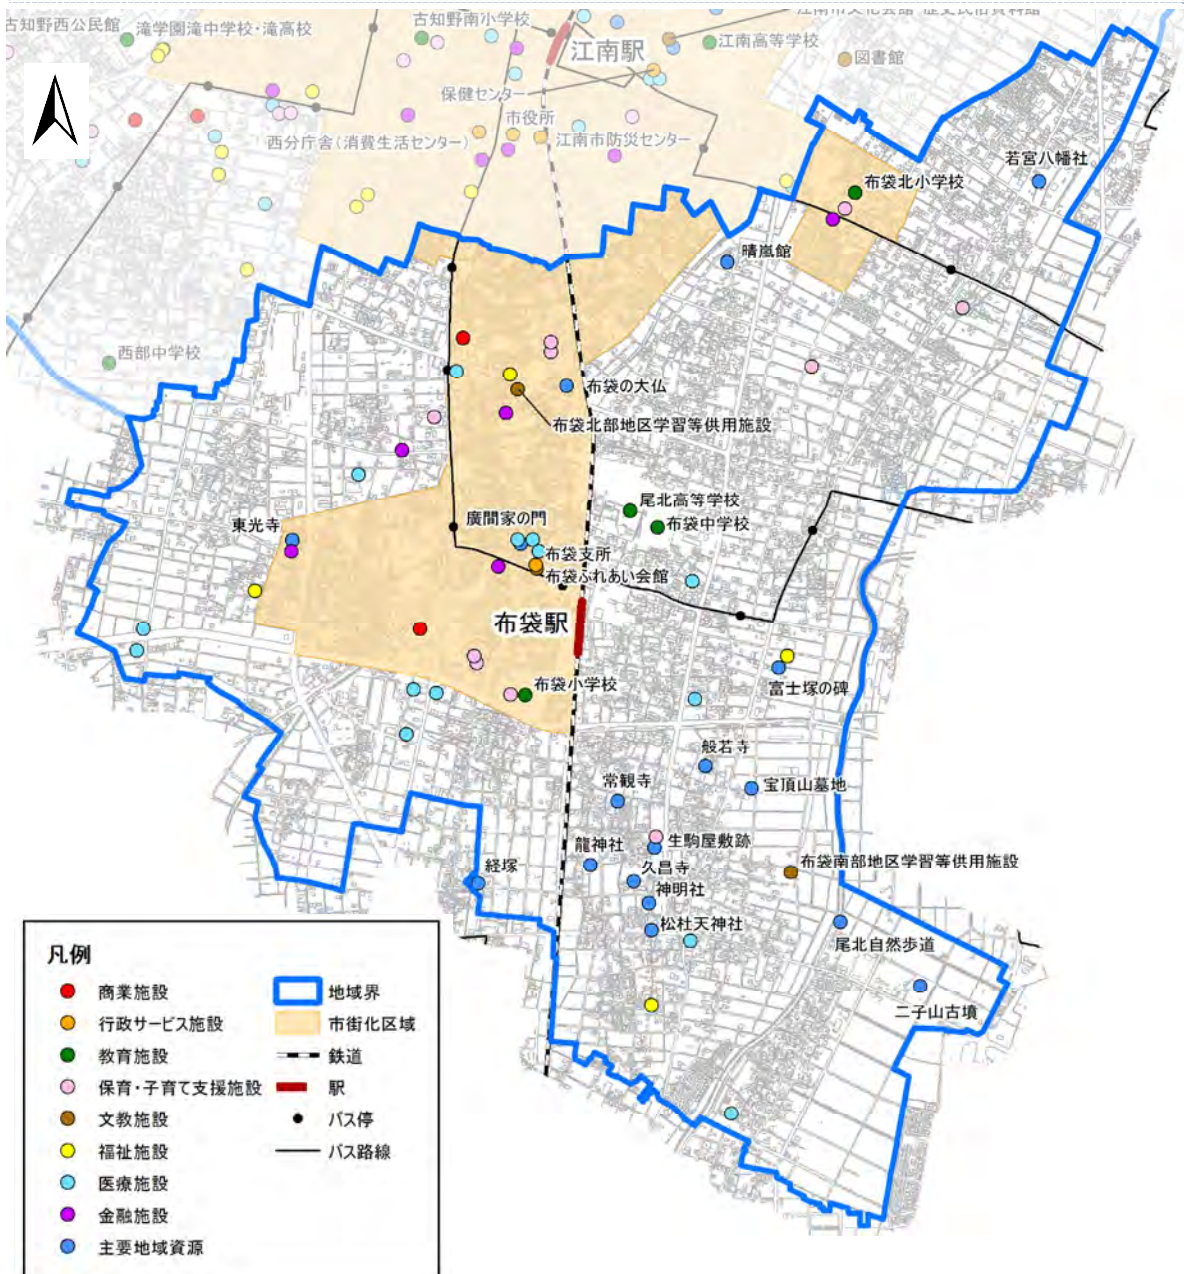 古知野西公民館
滝学園滝中学校・滝高校
古知野南小学校
江南駅
江南市文化会館・歴史民俗資料館
江南高等学校
図書館
保健センター
市役所
西分庁舎(消費生活センター)
江南市防災センター
若宮八幡社
布袋北小学校
晴嵐館
西部中学校
布袋の大仏
布袋北部地区学習等供用施設
尾北高等学校
布袋中学校
東光寺
廣間家の門
布袋支所
布袋ふれあい会館
布袋駅
富士塚の碑
布袋小学校
般若寺
宝頂山墓地
常観寺
生駒屋敷跡
龍神社
久昌寺
布袋南部地区学習等供用施設
経塚
神明社
松杜天神社
尾北自然歩道
二子山古墳
凡例
商業施設
行政サービス施設
教育施設
保育・子育て支援施設
文教施設
福祉施設
医療施設
金融施設
主要地域資源
地域界
市街化区域
鉄道
駅
バス停
バス路線